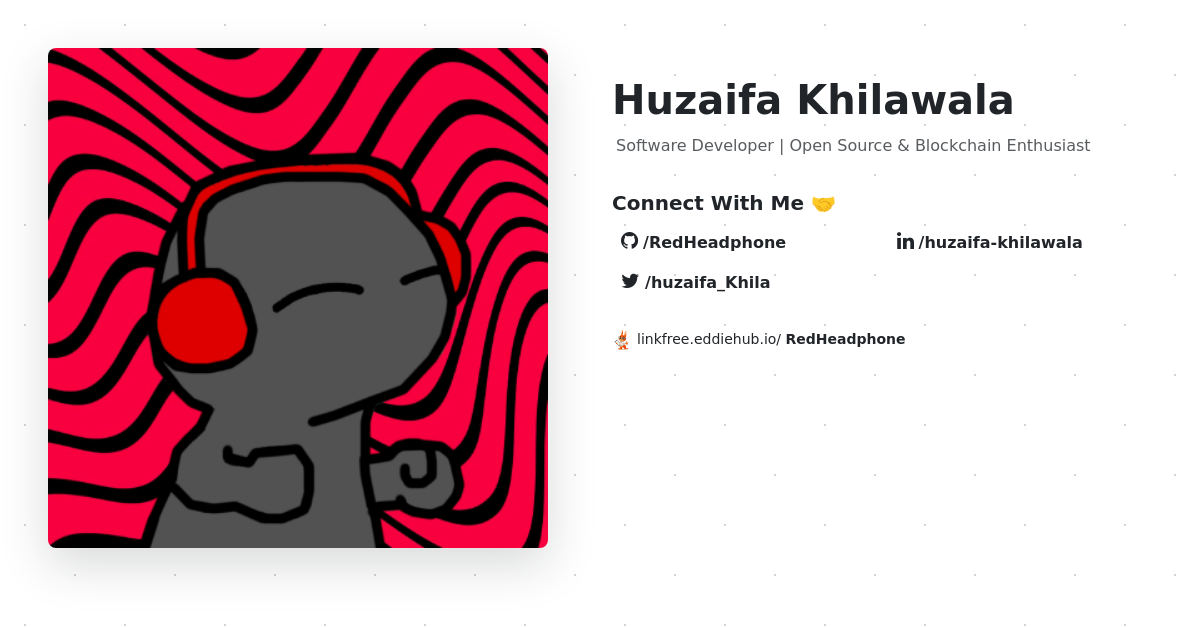 Huzaifa Khilawala
Software Developer | Open Source & Blockchain Enthusiast
Connect With Me 🤝
/RedHeadphone
/huzaifa-khilawala
/huzaifa_Khila
linkfree.eddiehub.io/ RedHeadphone